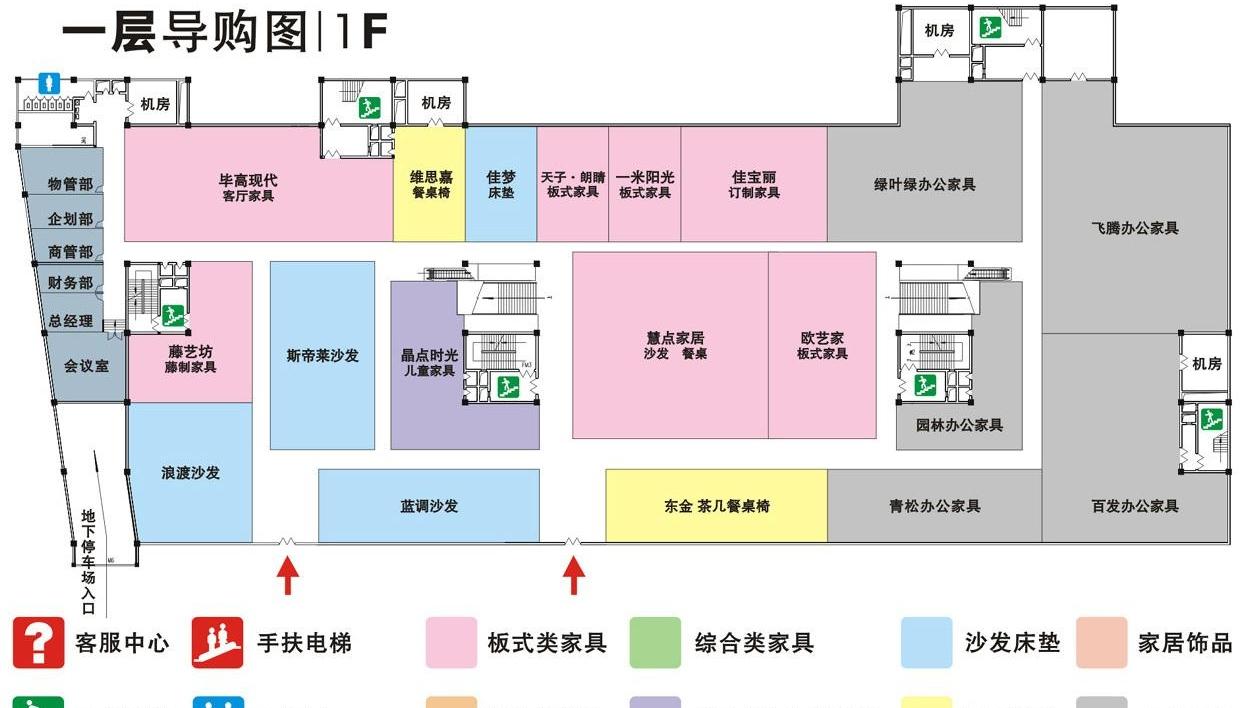 一层导购图|1F
机房
机房
机房
物管部
企划部
商管部
财务部
总经理
会议室
毕高现代
客厅家具
维思嘉
餐桌椅
佳梦
床垫
天子·朗晴
板式家具
一米阳光
板式家具
佳宝丽
订制家具
绿叶绿办公家具
飞腾办公家具
藤艺坊
藤制家具
斯帝莱沙发
晶点时光
儿童家具
FM3
慧点家居
沙发 餐桌
欧艺家
板式家具
园林办公家具
机房
浪渡沙发
蓝调沙发
东金 茶几餐桌椅
青松办公家具
百发办公家具
地下停车场入口
M6
客服中心
手扶电梯
板式类家具
综合类家具
沙发床垫
家居饰品